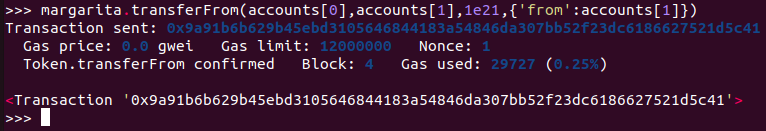 >>> margarita.transferFrom(accounts[0],accounts[1],1e21,{'from':accounts[1]})
Transaction sent: 0x9a91b6b629b45ebd3105646844183a54846da307bb52f23dc6186627521d5c41
Gas price: 0.0 gwei Gas limit: 12000000 Nonce: 1
Token.transferFrom confirmed Block: 4 Gas used: 29727 (0.25%)
<Transaction '0x9a91b6b629b45ebd3105646844183a54846da307bb52f23dc6186627521d5c41'>
>>>